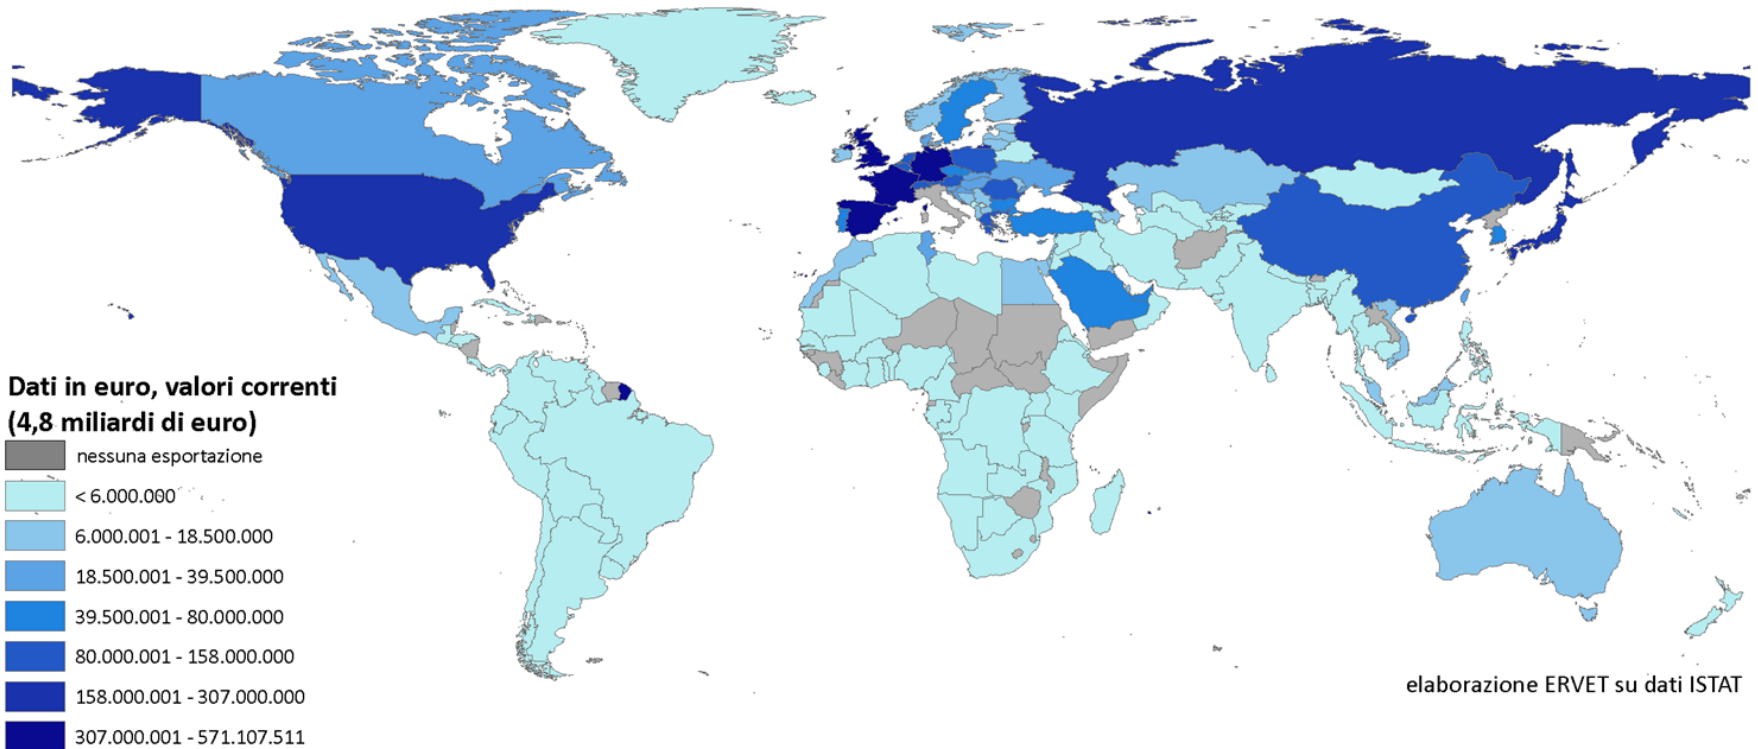 Dati in euro, valori correnti
(4,8 miliardi di euro)
nessuna esportazione
< 6.000.000
6.000.001 - 18.500.000
18.500.001 - 39.500.000
39.500.001 - 80.000.000
80.000.001 - 158.000.000
158.000.001 - 307.000.000
307.000.001 - 571.107.511
elaborazione ERVET su dati ISTAT